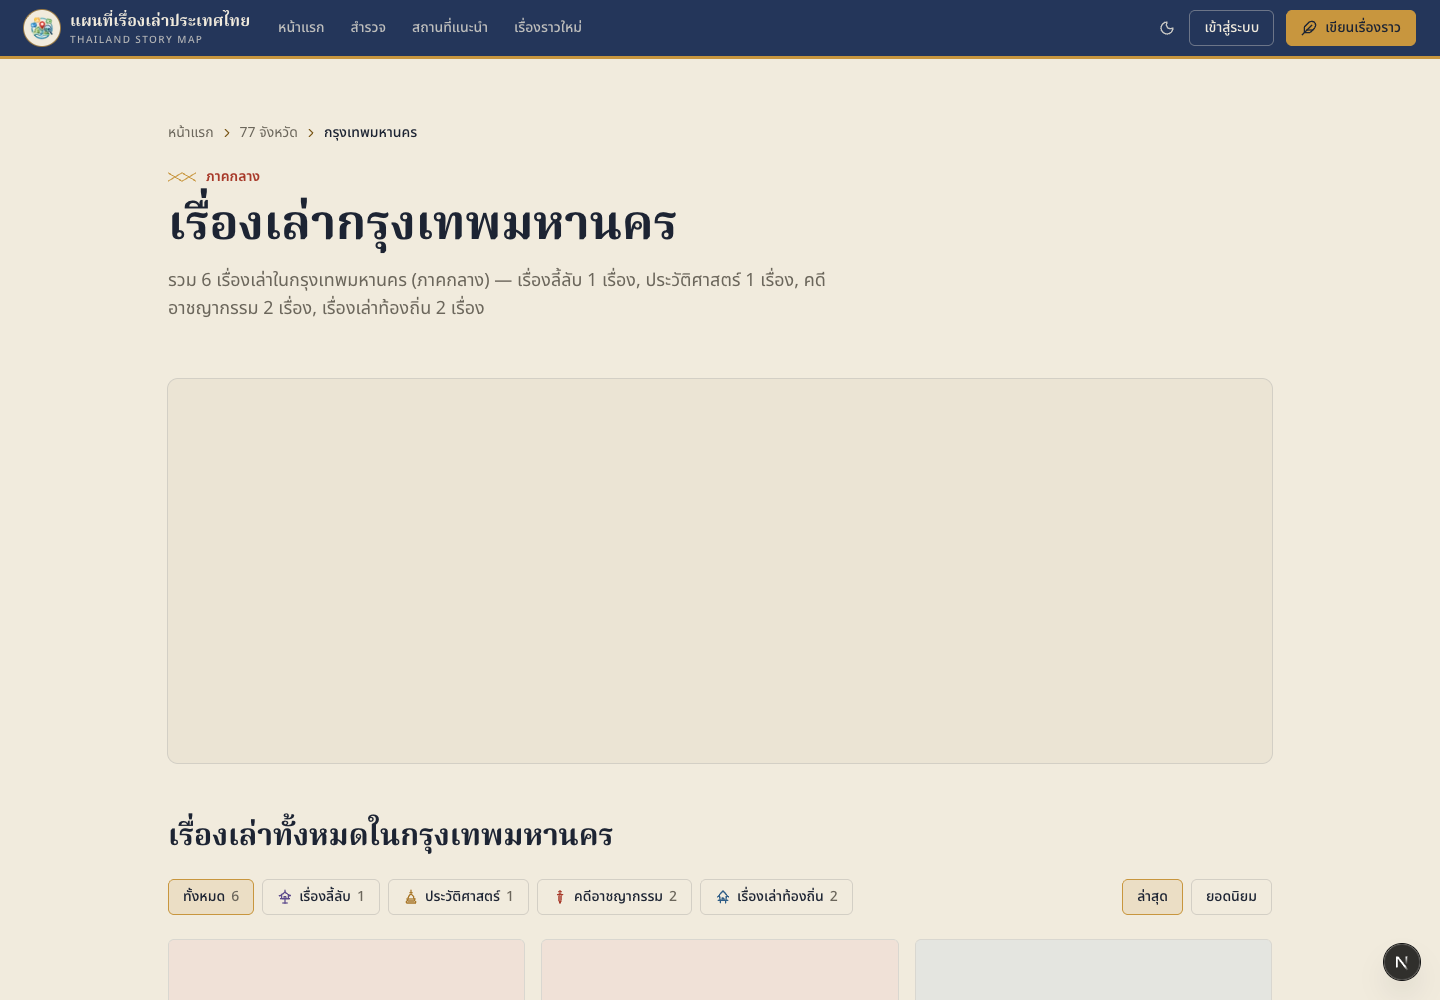 แผนที่เรื่องเล่าประเทศไทย
THAILAND STORY MAP
หน้าแรก
สำรวจ
สถานที่แนะนำ
เรื่องราวใหม่
เข้าสู่ระบบ
เขียนเรื่องราว
หน้าแรก > 77 จังหวัด > กรุงเทพมหานคร
ภาคกลาง
เรื่องเล่ากรุงเทพมหานคร
รวม 6 เรื่องเล่าในกรุงเทพมหานคร (ภาคกลาง) — เรื่องลี้ลับ 1 เรื่อง, ประวัติศาสตร์ 1 เรื่อง, คดี
อาชญากรรม 2 เรื่อง, เรื่องเล่าท้องถิ่น 2 เรื่อง
เรื่องเล่าทั้งหมดในกรุงเทพมหานคร
ทั้งหมด 6
เรื่องลี้ลับ 1
ประวัติศาสตร์ 1
คดีอาชญากรรม 2
เรื่องเล่าท้องถิ่น 2
ล่าสุด
ยอดนิยม
N